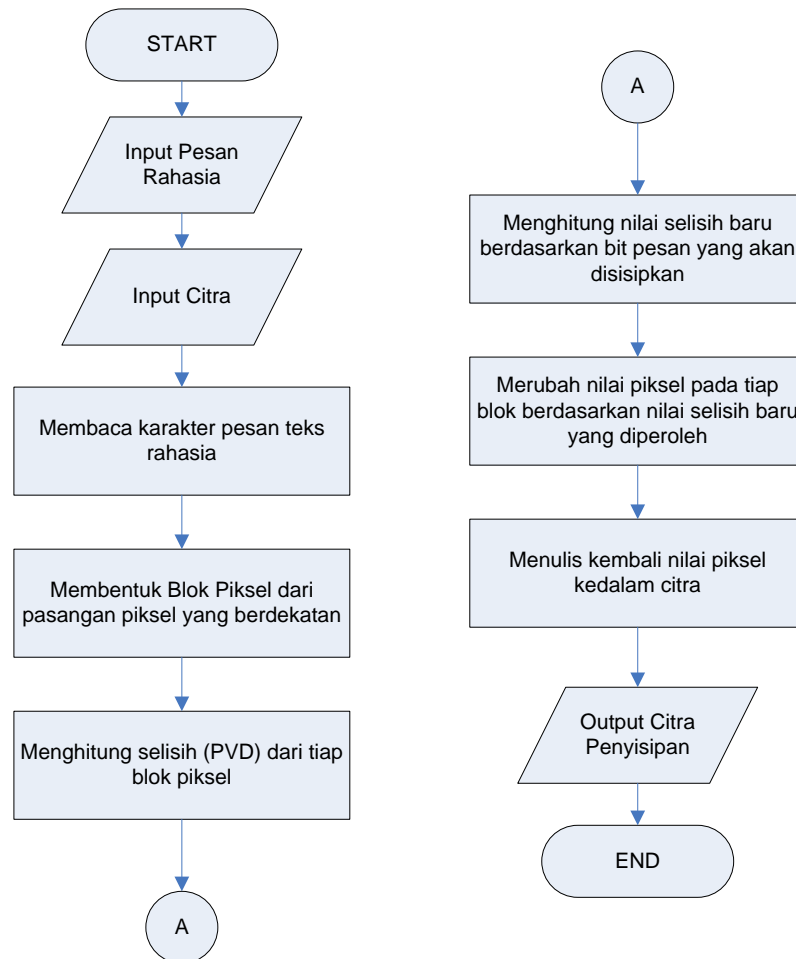 START
Input Pesan
Rahasia
Input Citra
Membaca karakter pesan teks
rahasia
Membentuk Blok Piksel dari
pasangan piksel yang berdekatan
Menghitung selisih (PVD) dari tiap
blok piksel
A
A
Menghitung nilai selisih baru
berdasarkan bit pesan yang akan
disisipkan
Merubah nilai piksel pada tiap
blok berdasarkan nilai selisih baru
yang diperoleh
Menulis kembali nilai piksel
kedalam citra
Output Citra
Penyisipan
END